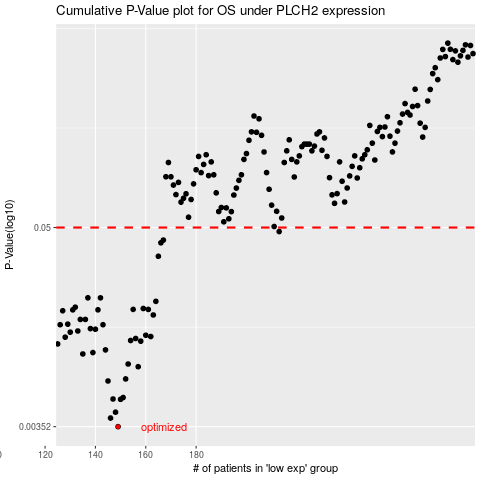 Cumulative P-Value plot for OS under PLCH2 expression
P-Value(log10)
0.05
0.00352
optimized
0 120 140 160 180
# of patients in 'low exp' group